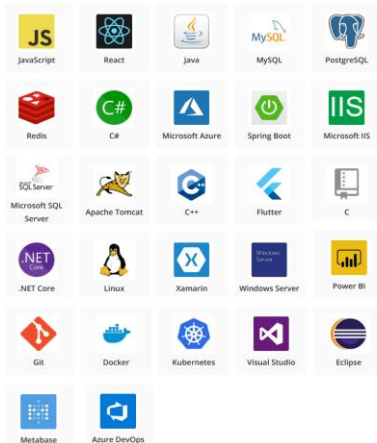 JS
JavaScript
React
Java
MySQL
MySQL
PostgreSQL
Redis
C#
C#
Microsoft Azure
Spring Boot
IIS
Microsoft IIS
SQL Server
Microsoft SQL
Server
Apache Tomcat
C
C++
Flutter
C
.NET
Core
.NET Core
Linux
Xamarin
Windows
Server
Windows Server
Power BI
Git
Docker
Kubernetes
Visual Studio
Eclipse
Metabase
Azure DevOps